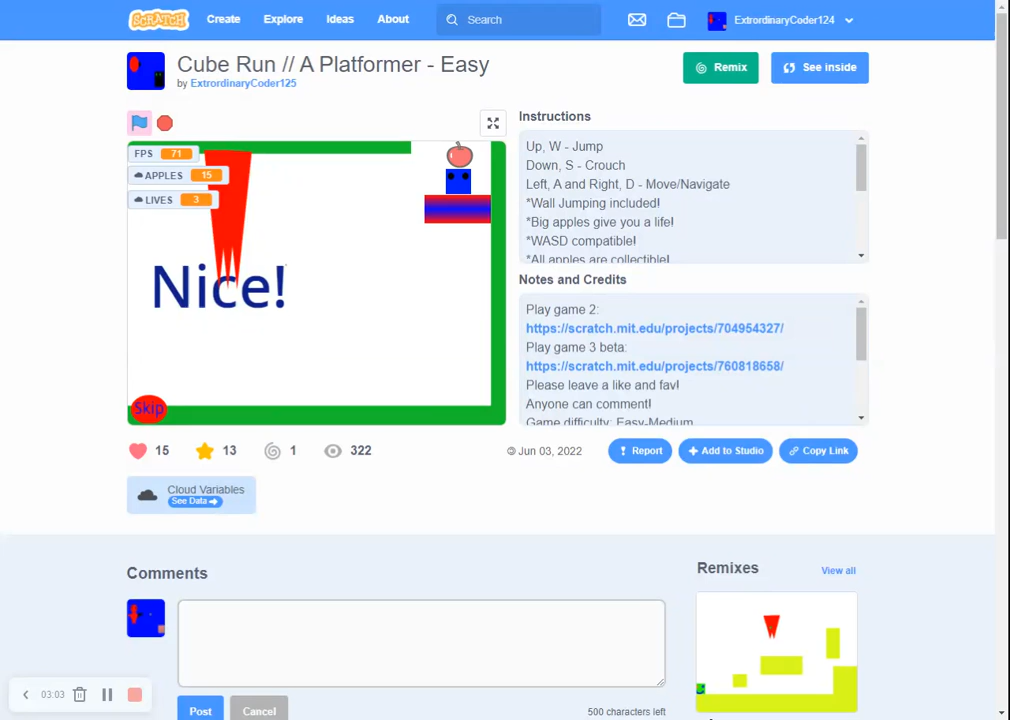 SCRATCH Create Explore Ideas About Search ExtrordinaryCoder124
Cube Run // A Platformer - Easy
by ExtrordinaryCoder125
Remix
See inside
FPS 71
APPLES 15
LIVES 3
Nice!
Skip
Instructions
Up, W - Jump
Down, S - Crouch
Left, A and Right, D - Move/Navigate
*Wall Jumping included!
*Big apples give you a life!
*WASD compatible!
*All apples are collectible!
Notes and Credits
Play game 2:
https://scratch.mit.edu/projects/704954327/
Play game 3 beta:
https://scratch.mit.edu/projects/760818658/
Please leave a like and fav!
Anyone can comment!
Game difficulty: Easy-Medium
15 13 1 322
© Jun 03, 2022
Report
Add to Studio
Copy Link
Cloud Variables
See Data
Comments
Post
Cancel
500 characters left
Remixes
View all
03:03